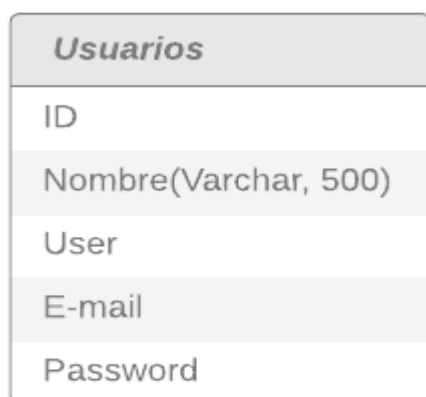 Usuarios
ID
Nombre(Varchar, 500)
User
E-mail
Password